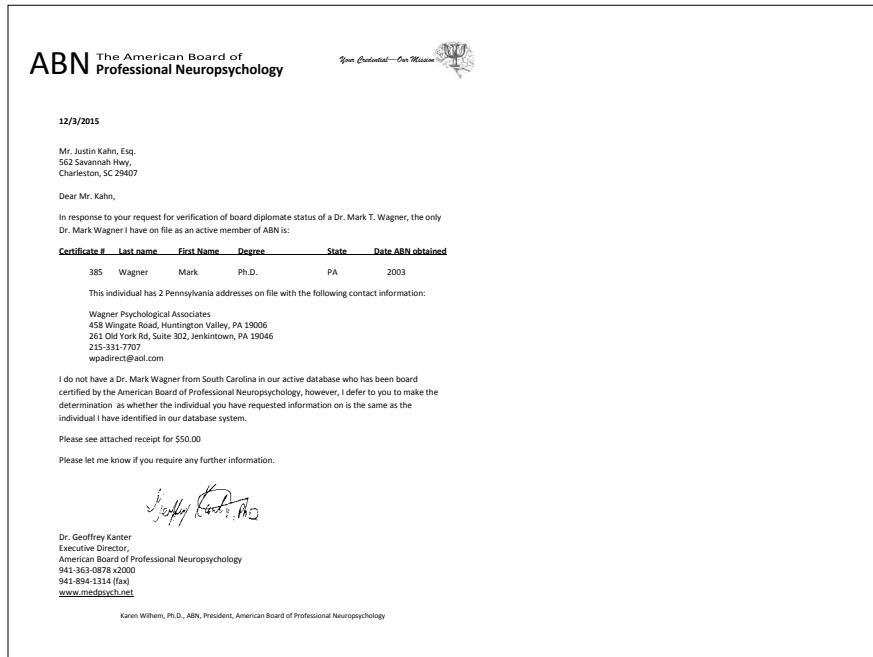 ABN The American Board of
Professional Neuropsychology
Your Credential—Our Mission
12/3/2015
Mr. Justin Kahn, Esq.
562 Savannah Hwy,
Charleston, SC 29407
Dear Mr. Kahn,
In response to your request for verification of board diplomate status of a Dr. Mark T. Wagner, the only
Dr. Mark Wagner I have on file as an active member of ABN is:
Certificate # Last name First Name Degree State Date ABN obtained
385 Wagner Mark Ph.D. PA 2003
This individual has 2 Pennsylvania addresses on file with the following contact information:
Wagner Psychological Associates
458 Wingate Road, Huntington Valley, PA 19006
261 Old York Rd, Suite 302, Jenkintown, PA 19046
215-331-7707
wpadirect@aol.com
I do not have a Dr. Mark Wagner from South Carolina in our active database who has been board
certified by the American Board of Professional Neuropsychology, however, I defer to you to make the
determination as whether the individual you have requested information on is the same as the
individual I have identified in our database system.
Please see attached receipt for $50.00
Please let me know if you require any further information.
Geoffrey Kanter, PhD
Dr. Geoffrey Kanter
Executive Director,
American Board of Professional Neuropsychology
941-363-0878 x2000
941-894-1314 (fax)
www.medpsych.net
Karen Wilhem, Ph.D., ABN, President, American Board of Professional Neuropsychology